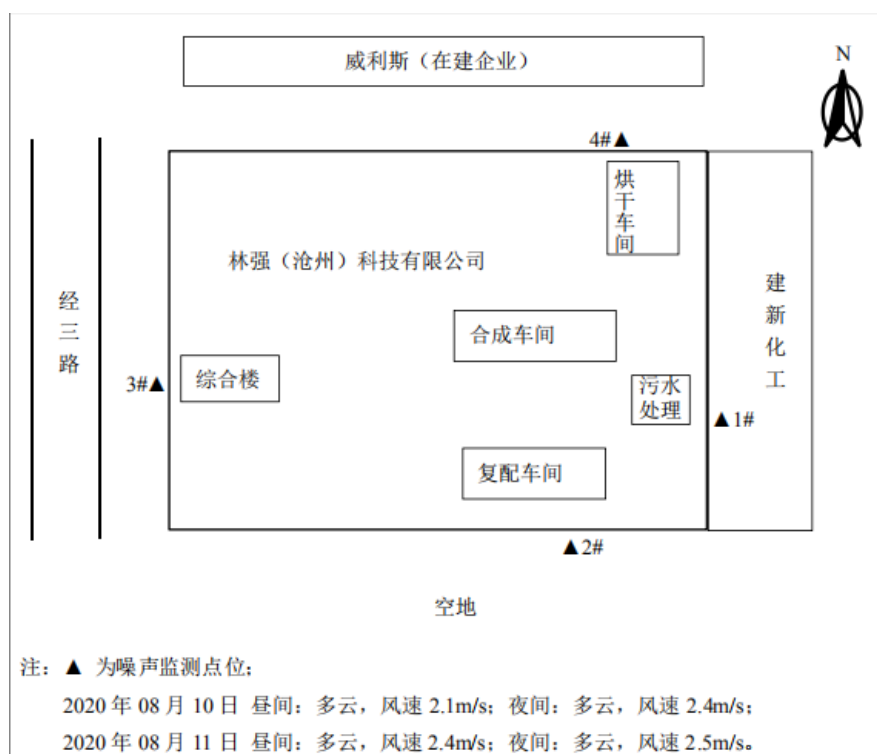 威利斯（在建企业）
N
4#▲
烘干车间
林强（沧州）科技有限公司
经三路
建新化工
合成车间
综合楼
3#▲
污水
处理
▲1#
复配车间
▲2#
空地
注：▲ 为噪声监测点位；
2020 年 08 月 10 日 昼间：多云，风速 2.1m/s；夜间：多云，风速 2.4m/s；
2020 年 08 月 11 日 昼间：多云，风速 2.4m/s；夜间：多云，风速 2.5m/s。